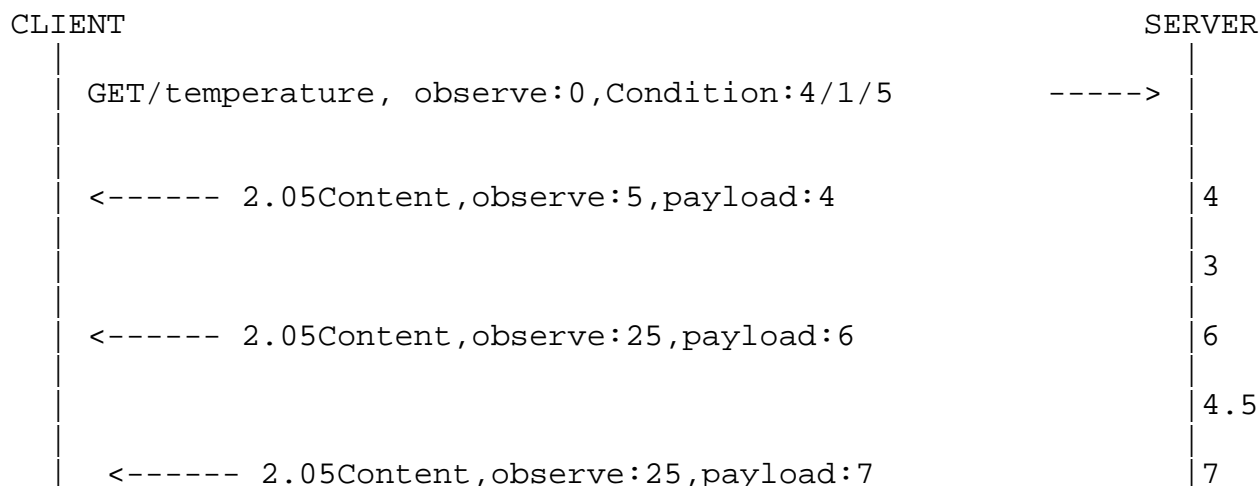 CLIENT SERVER
GET/temperature, observe:0,Condition:4/1/5 ----->
<------ 2.05Content,observe:5,payload:4 4
3
<------ 2.05Content,observe:25,payload:6 6
4.5
<------ 2.05Content,observe:25,payload:7 7